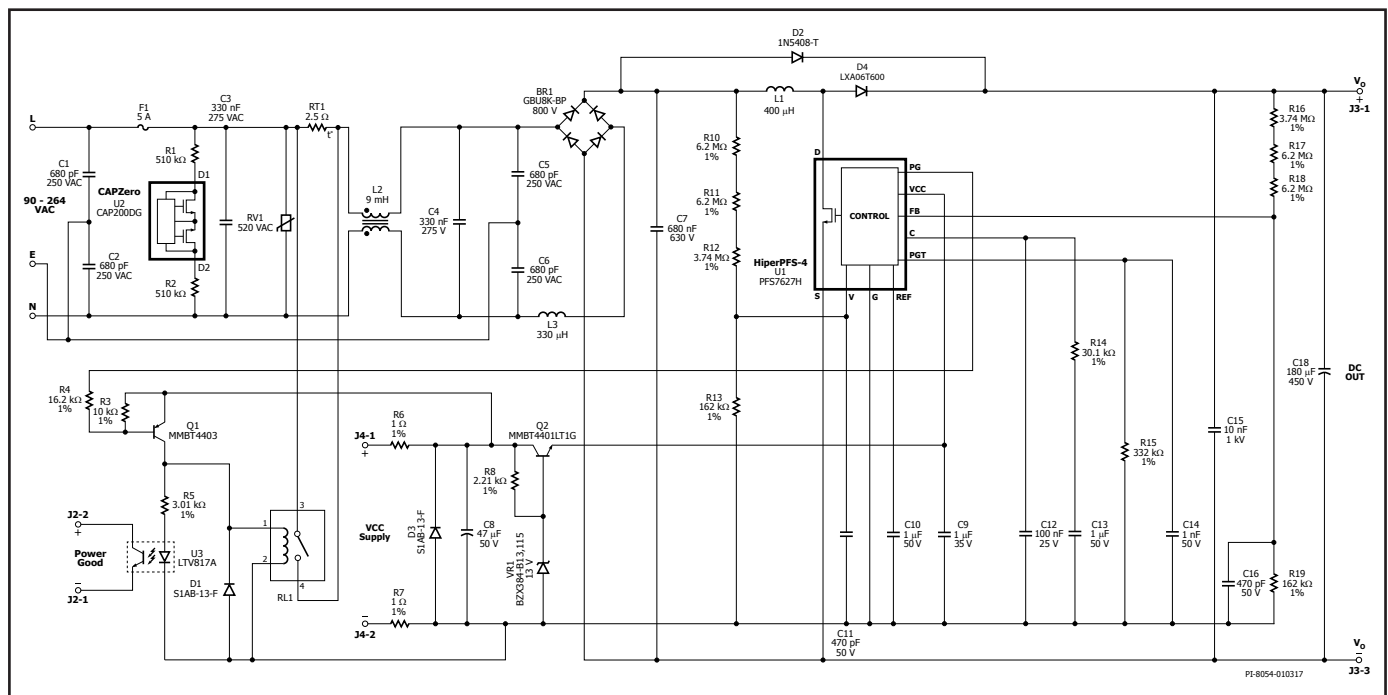 D2
1N5408-T
D4
LXA06T600
L1
400 μH
BR1
GBU8K-BP
800 V
VO
+
J3-1
L
F1
5 A
C3
330 nF
275 VAC
RT1
2.5 Ω
t°
R1
510 kΩ
C1
680 pF
250 VAC
90 - 264
VAC
CAPZero
U2
CAP200DG
D1
D2
C2
680 pF
250 VAC
R2
510 kΩ
RV1
520 VAC
E
N
L2
9 mH
C4
330 nF
275 V
C5
680 pF
250 VAC
C6
680 pF
250 VAC
L3
330 μH
C7
680 nF
630 V
R10
6.2 MΩ
1%
R11
6.2 MΩ
1%
R12
3.74 MΩ
1%
D
PG
VCC
FB
C
PGT
CONTROL
HiperPFS-4
U1
PFS7627H
S
V
G
REF
R16
3.74 MΩ
1%
R17
6.2 MΩ
1%
R18
6.2 MΩ
1%
R14
30.1 kΩ
1%
C18
180 μF
450 V
DC
OUT
R4
16.2 kΩ
1%
R3
10 kΩ
1%
Q1
MMBT4403
R13
162 kΩ
1%
C15
10 nF
1 kV
R15
332 kΩ
1%
J4-1
+
R6
1 Ω
1%
Q2
MMBT4401LT1G
R8
2.21 kΩ
1%
R5
3.01 kΩ
1%
J2-2
+
Power
Good
–
J2-1
U3
LTV817A
D1
S1AB-13-F
3
1
2
4
RL1
VCC
Supply
D3
S1AB-13-F
C8
47 μF
50 V
VR1
BZX384-B13,115
13 V
–
J4-2
R7
1 Ω
1%
C11
470 pF
50 V
C10
1 μF
50 V
C9
1 μF
35 V
C12
100 nF
25 V
C13
1 μF
50 V
C14
1 nF
50 V
C16
470 pF
50 V
R19
162 kΩ
1%
VO
–
J3-3
PI-8054-010317